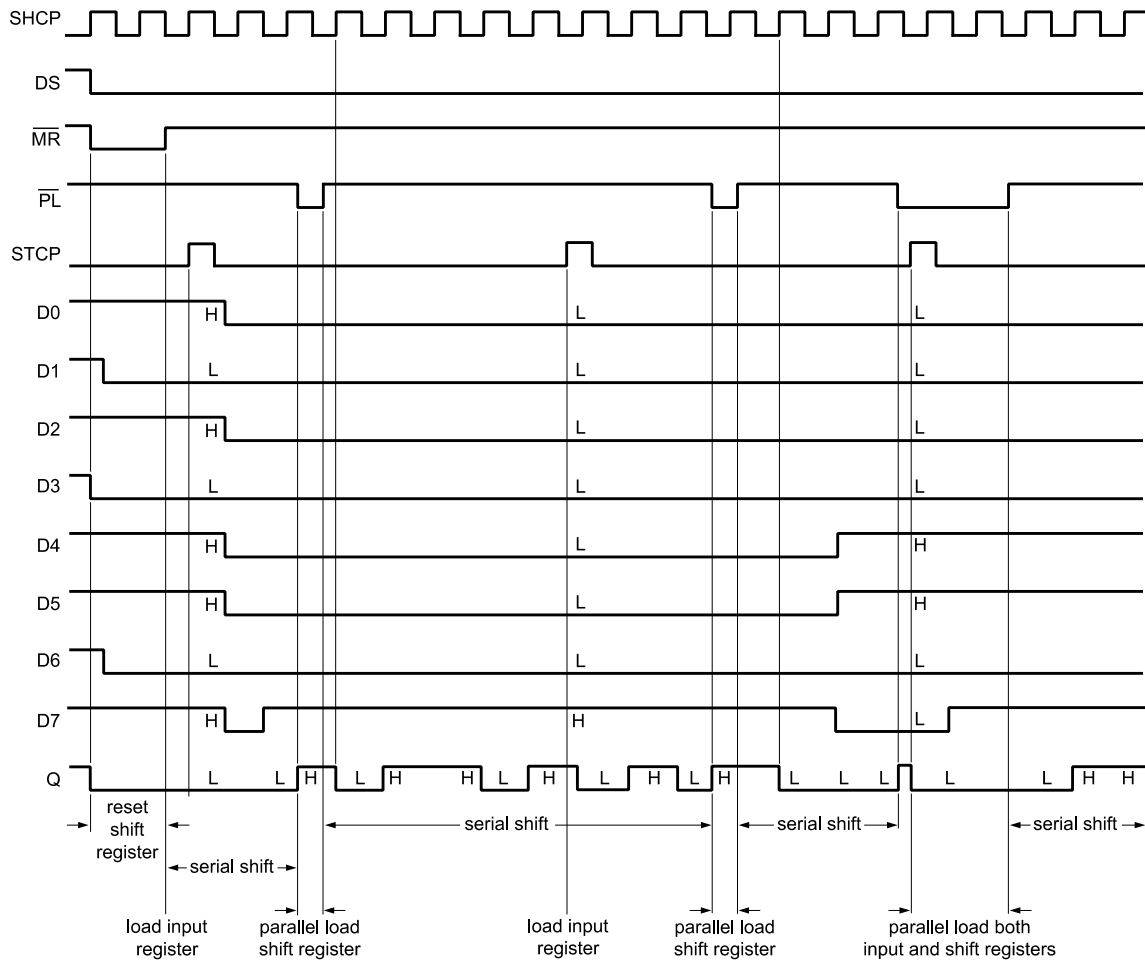 SHCP
DS
MR
PL
STCP
D0 H L L
D1 L L L
D2 H L L
D3 L L L
D4 H L H
D5 H L H
D6 L L L
D7 H H L
Q L L H L H H L H L H L H L L L L L H H
reset
shift
register
serial shift
serial shift
serial shift
serial shift
load input
register
parallel load
shift register
load input
register
parallel load
shift register
parallel load both
input and shift registers